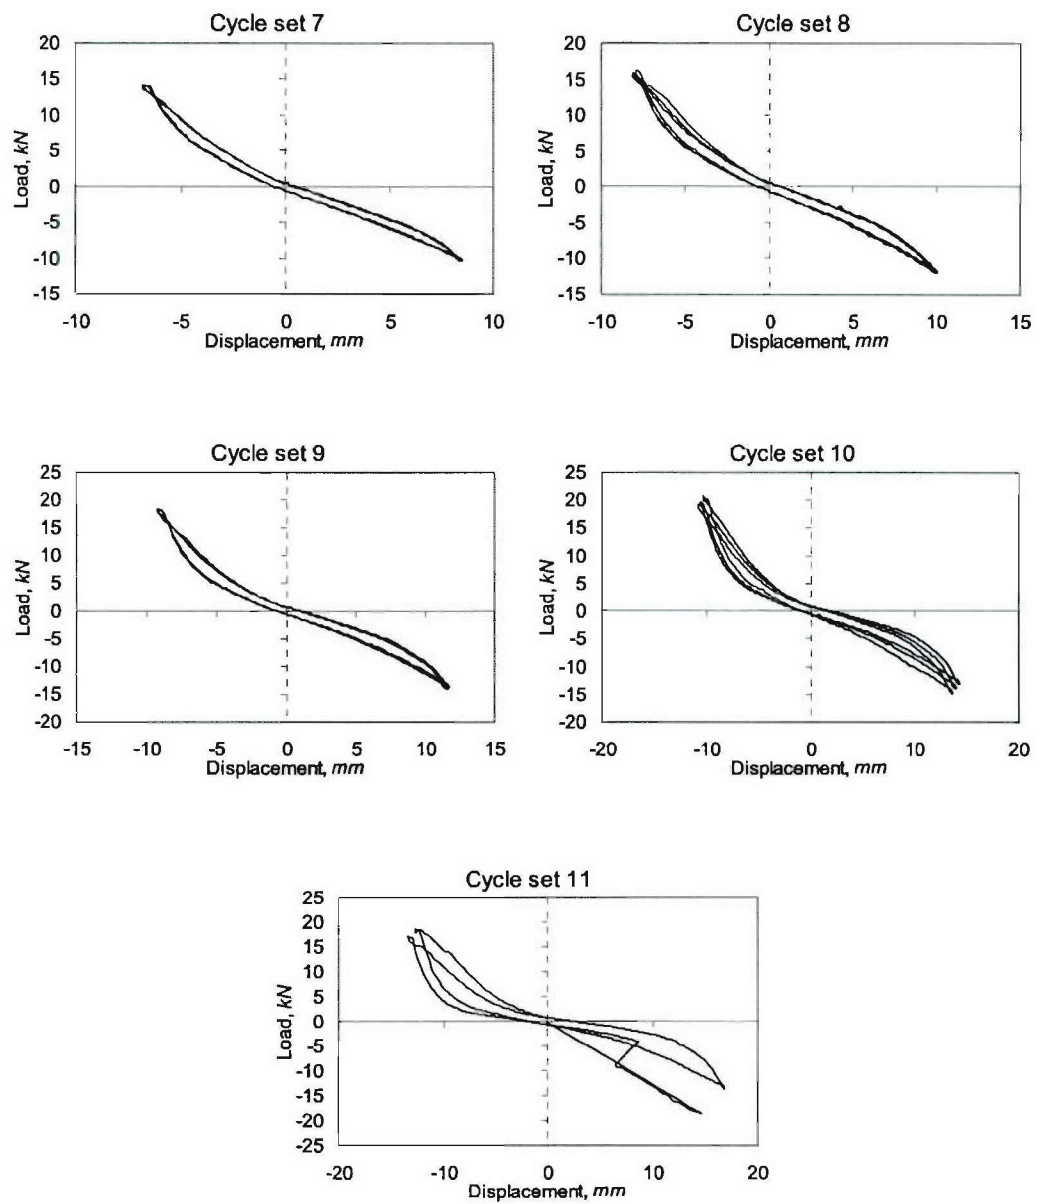 Cycle set 7
20
15
10
5
0
-5
-10
-15
Load, kN
-10 -5 0 5 10
Displacement, mm
Cycle set 8
20
15
10
5
0
-5
-10
-15
Load, kN
-10 -5 0 5 10 15
Displacement, mm
Cycle set 9
25
20
15
10
5
0
-5
-10
-15
-20
Load, kN
-15 -10 -5 0 5 10 15
Displacement, mm
Cycle set 10
25
20
15
10
5
0
-5
-10
-15
-20
Load, kN
-20 -10 0 10 20
Displacement, mm
Cycle set 11
25
20
15
10
5
0
-5
-10
-15
-20
-25
Load, kN
-20 -10 0 10 20
Displacement, mm